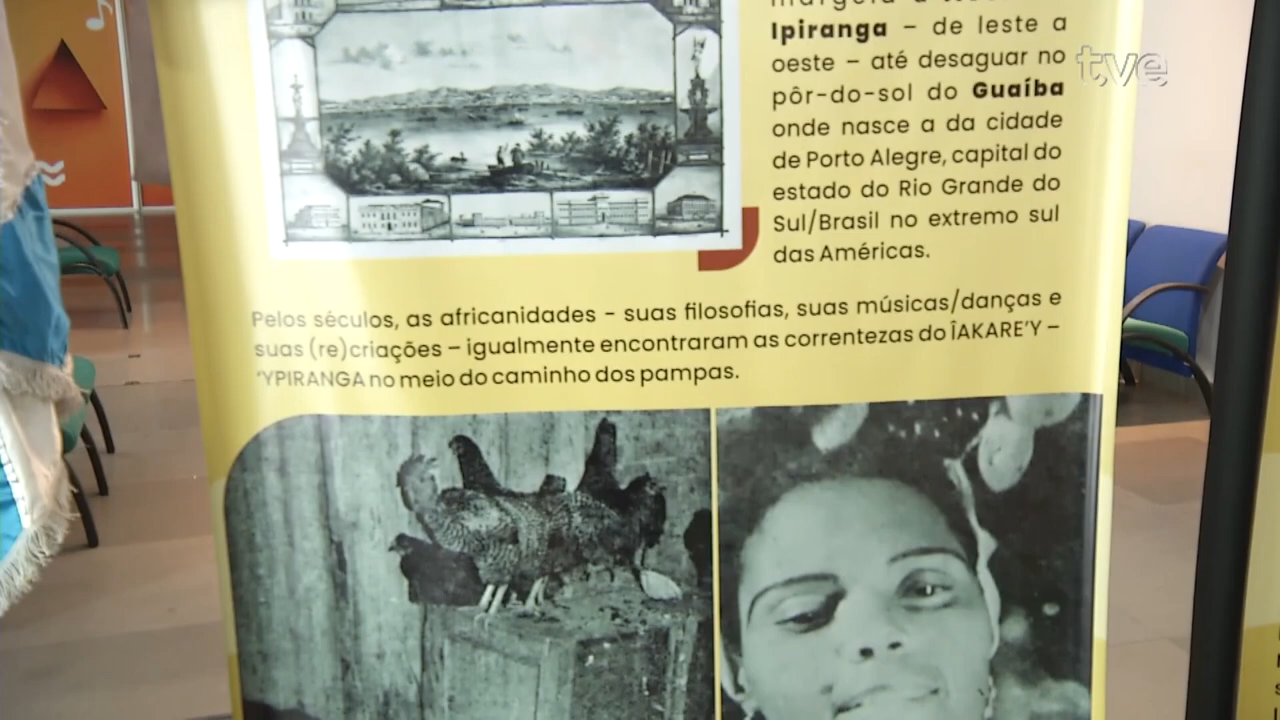 Ipiranga – de leste a
oeste – até desaguar no
pôr-do-sol do Guaíba
onde nasce a da cidade
de Porto Alegre, capital do
estado do Rio Grande do
Sul/Brasil no extremo sul
das Américas.
Pelos séculos, as africanidades - suas filosofias, suas músicas/danças e
suas (re)criações – igualmente encontraram as correntezas do ÎAKARE'Y –
'YPIRANGA no meio do caminho dos pampas.
tve